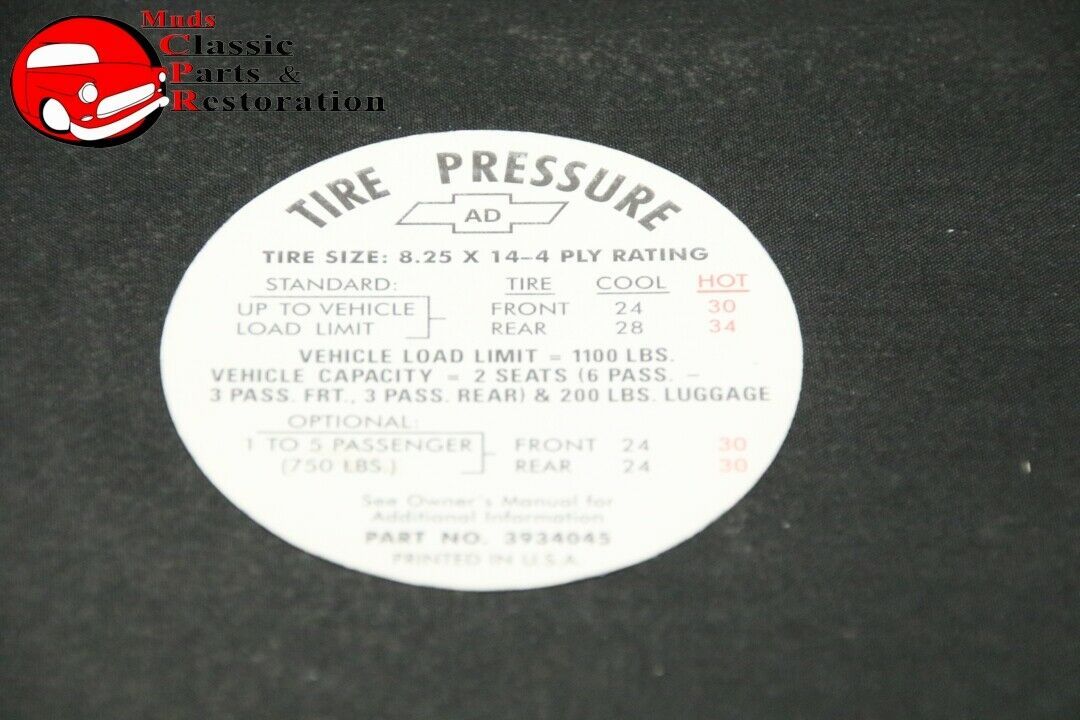 Muds
Classic
Parts &
Restoration
TIRE PRESSURE
AD
TIRE SIZE: 8.25 X 14-4 PLY RATING
STANDARD: TIRE COOL HOT
UP TO VEHICLE FRONT 24 30
LOAD LIMIT REAR 28 34
VEHICLE LOAD LIMIT = 1100 LBS.
VEHICLE CAPACITY = 2 SEATS (6 PASS. -
3 PASS. FRT., 3 PASS. REAR) & 200 LBS. LUGGAGE
OPTIONAL:
1 TO 5 PASSENGER FRONT 24 30
(750 LBS.) REAR 24 30
See Owner's Manual for
Additional Information
PART NO. 3934045
PRINTED IN U.S.A.